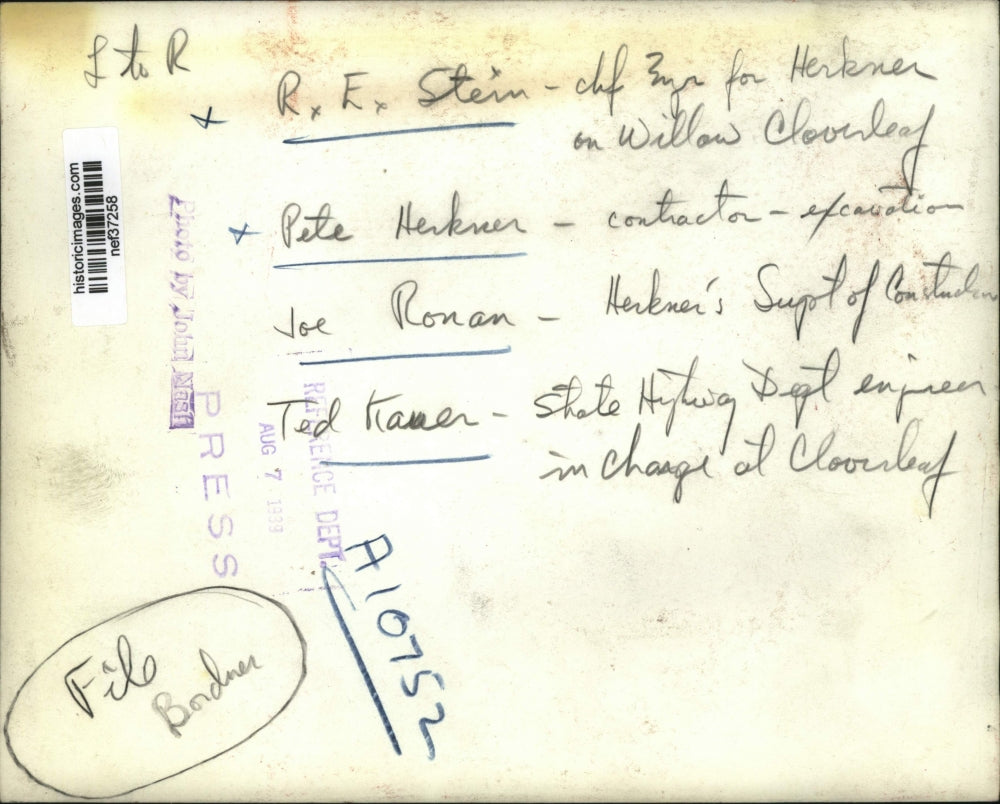 L to R
x R. E. Stein - chf Engr for Herkner
on Willow Cloverleaf
x Pete Herkner - contractor - excavation
Joe Ronan - Herkner's Supt of Construction
Ted Kauer - State Highway Dept engineer
in charge at Cloverleaf
historicimages.com
nef37258
Photo by John Nash
PRESS
REFERENCE DEPT.
AUG 7 1939
A10752
File
Bordner